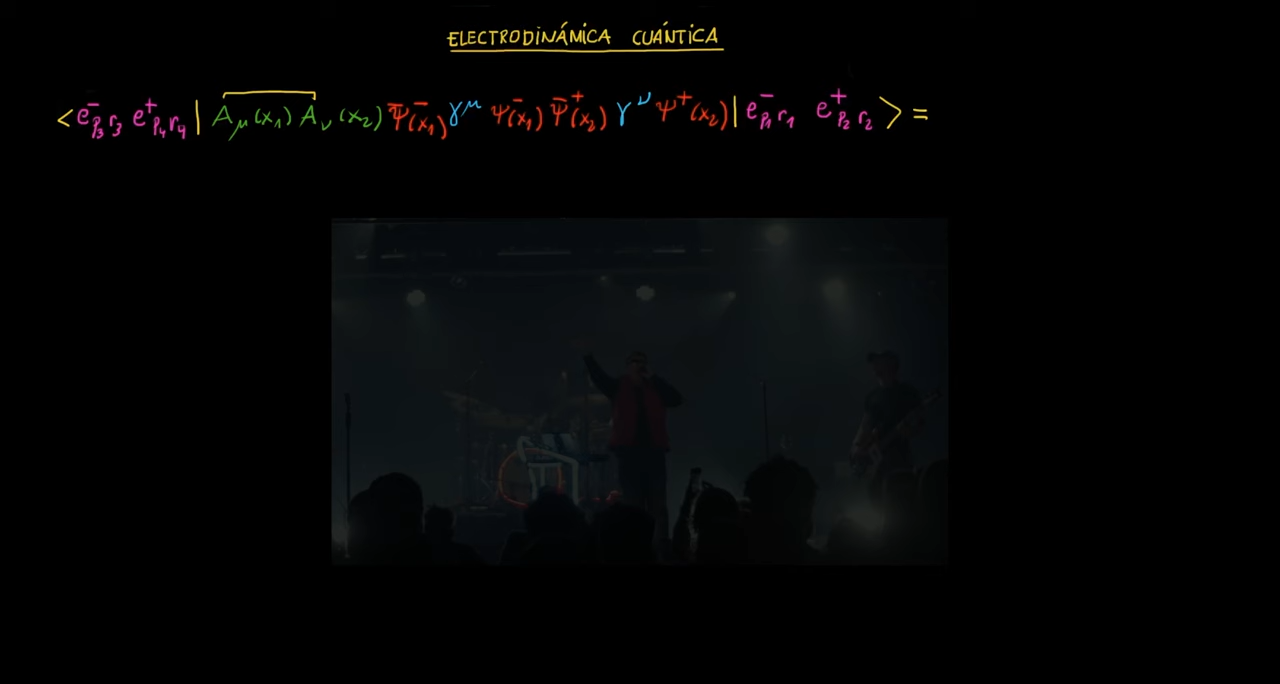 ELECTRODINÁMICA CUÁNTICA
<e⁻p₃r₃ e⁺p₄r₄| Aμ(x₁) Aν(x₂) Ψ̄⁻(x₁) γ^μ Ψ⁻(x₁) Ψ̄⁺(x₂) γ^ν Ψ⁺(x₂)|e⁻p₁r₁ e⁺p₂r₂> =